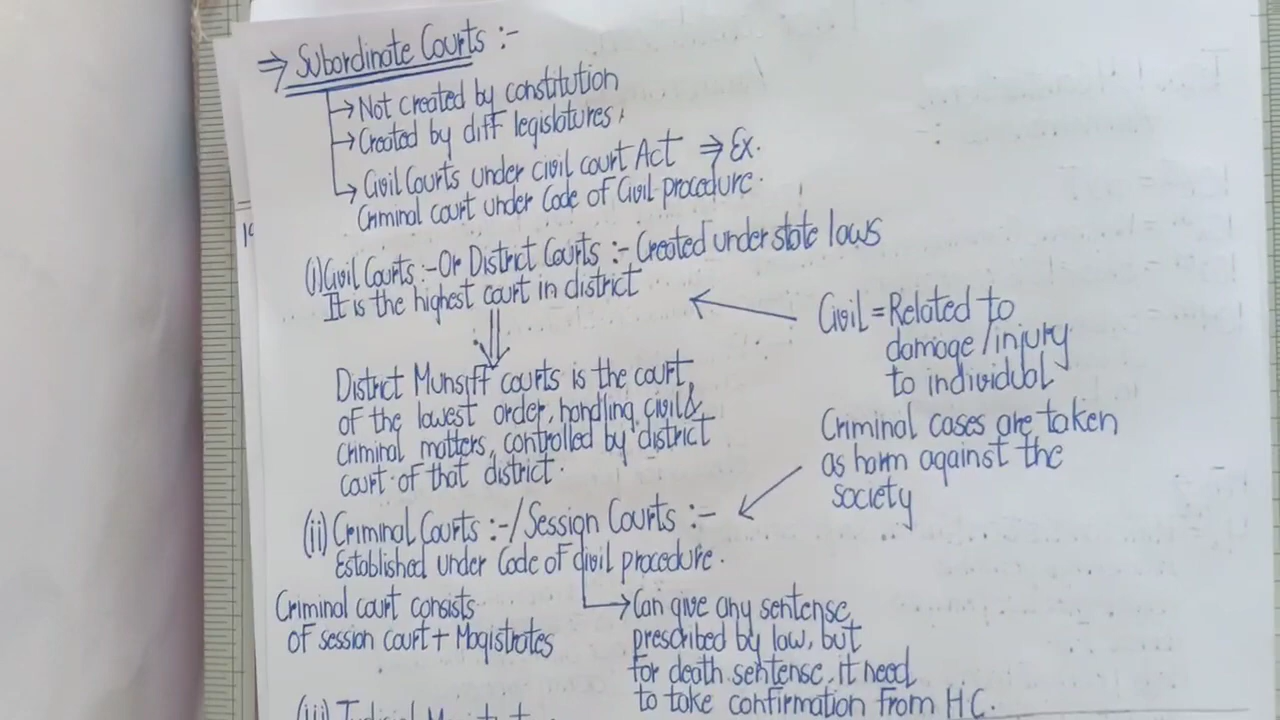 ⇒ Subordinate Courts :-
→ Not created by constitution
→ Created by diff legislatures,
→ Civil Courts under civil court Act ⇒ Ex.
Criminal court under Code of Civil procedure.
(i) Civil Courts :- Or District Courts :- Created under state laws
It is the highest court in district
Civil = Related to
damage/injury
to individual
District Munsiff courts is the court,
of the lowest order, handling civil &
criminal matters, controlled by district
court of that district.
Criminal cases are taken
as harm against the
society
(ii) Criminal Courts :-/Session Courts :-
Established under Code of civil procedure.
Criminal court consists
of session court + Magistrates
→ Can give any sentence,
prescribed by law, but
for death sentence, it need
to take confirmation from H.C.
(iii) Judicial